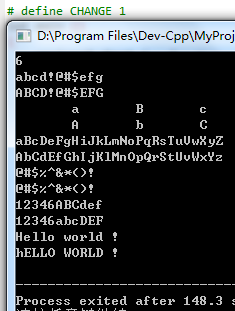 # define CHANGE 1
D:\Program Files\Dev-Cpp\MyProj
6
abcd!@#$efg
ABCD!@#$EFG
a B c
A b C
aBcDeFgHiJkLmNoPqRsTuVwXyZ
AbCdEfGhIjKlMnOpQrStUvWxYz
@#$%^&*()!
@#$%^&*()!
12346ABCdef
12346abcDEF
Hello world !
hELLO WORLD !
--------------------------------
Process exited after 148.3 s